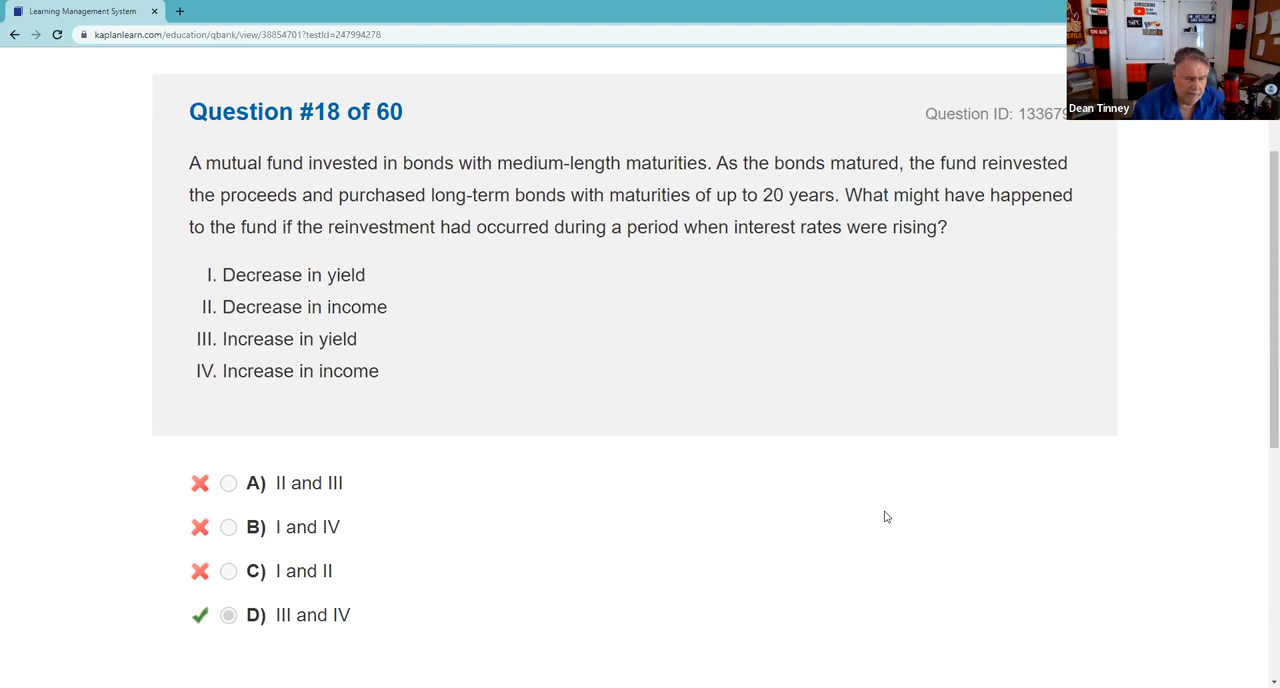 Learning Management System
kaplanlearn.com/education/qbank/view/38854701?testId=247994278
SUBSCRIBE
ON AIR
Dean Tinney
Question #18 of 60
Question ID: 133679
A mutual fund invested in bonds with medium-length maturities. As the bonds matured, the fund reinvested
the proceeds and purchased long-term bonds with maturities of up to 20 years. What might have happened
to the fund if the reinvestment had occurred during a period when interest rates were rising?
I. Decrease in yield
II. Decrease in income
III. Increase in yield
IV. Increase in income
A) II and III
B) I and IV
C) I and II
D) III and IV